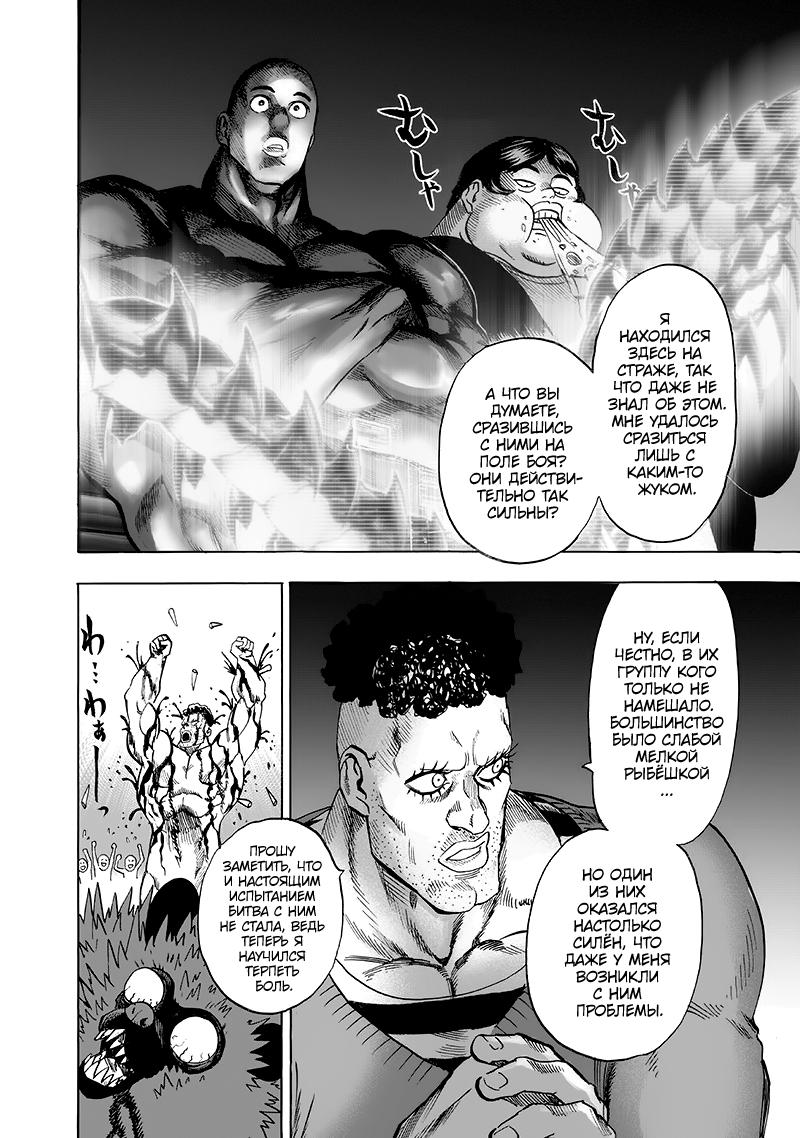 むしゃ
むしゃ
Я
НАХОДИЛСЯ
ЗДЕСЬ НА
СТРАЖЕ, ТАК
ЧТО ДАЖЕ НЕ
ЗНАЛ ОБ ЭТОМ.
МНЕ УДАЛОСЬ
СРАЗИТЬСЯ
ЛИШЬ С
КАКИМ-ТО
ЖУКОМ.
А ЧТО ВЫ
ДУМАЕТЕ,
СРАЗИВШИСЬ
С НИМИ НА
ПОЛЕ БОЯ?
ОНИ ДЕЙСТВИ-
ТЕЛЬНО ТАК
СИЛЬНЫ?
НУ, ЕСЛИ
ЧЕСТНО, В ИХ
ГРУППУ КОГО
ТОЛЬКО НЕ
НАМЕШАЛО.
БОЛЬШИНСТВО
БЫЛО СЛАБОЙ
МЕЛКОЙ
РЫБЁШКОЙ
...
НО ОДИН
ИЗ НИХ
ОКАЗАЛСЯ
НАСТОЛЬКО
СИЛЁН, ЧТО
ДАЖЕ У МЕНЯ
ВОЗНИКЛИ
С НИМ
ПРОБЛЕМЫ.
わ…わぁー
ПРОШУ
ЗАМЕТИТЬ, ЧТО
И НАСТОЯЩИМ
ИСПЫТАНИЕМ
БИТВА С НИМ
НЕ СТАЛА, ВЕДЬ
ТЕПЕРЬ Я
НАУЧИЛСЯ
ТЕРПЕТЬ
БОЛЬ.